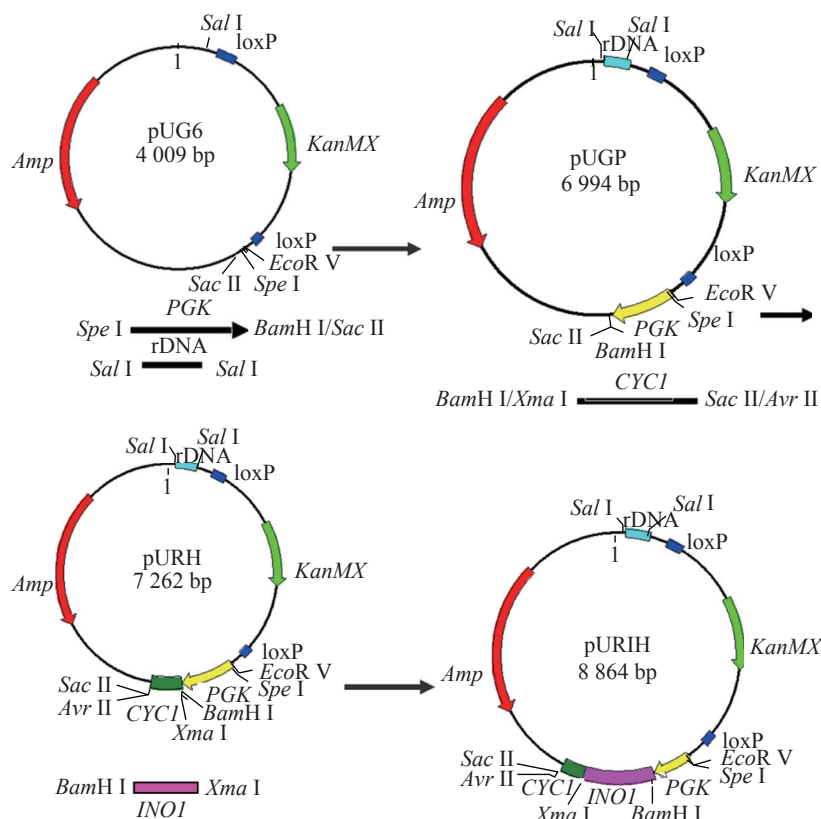 Sal I
loxP
1
pUG6
4 009 bp
Amp
KanMX
loxP
EcoR V
Sac II
Spe I
PGK
Spe I
BamH I/Sac II
rDNA
Sal I
Sal I
Sal I
Sal I
rDNA
loxP
1
pUGP
6 994 bp
Amp
KanMX
loxP
EcoR V
Sac II
PGK
Spe I
BamH I
CYC1
BamH I/Xma I
Sac II/Avr II
Sal I
Sal I
rDNA
loxP
1
pURH
7 262 bp
Amp
KanMX
loxP
EcoR V
Sac II
PGK
Spe I
Avr II
CYC1
BamH I
Xma I
BamH I
Xma I
INO1
Sal I
Sal I
rDNA
loxP
1
pURIH
8 864 bp
Amp
KanMX
loxP
Sac II
EcoR V
Avr II
CYC1
INO1
PGK
Spe I
Xma I
BamH I